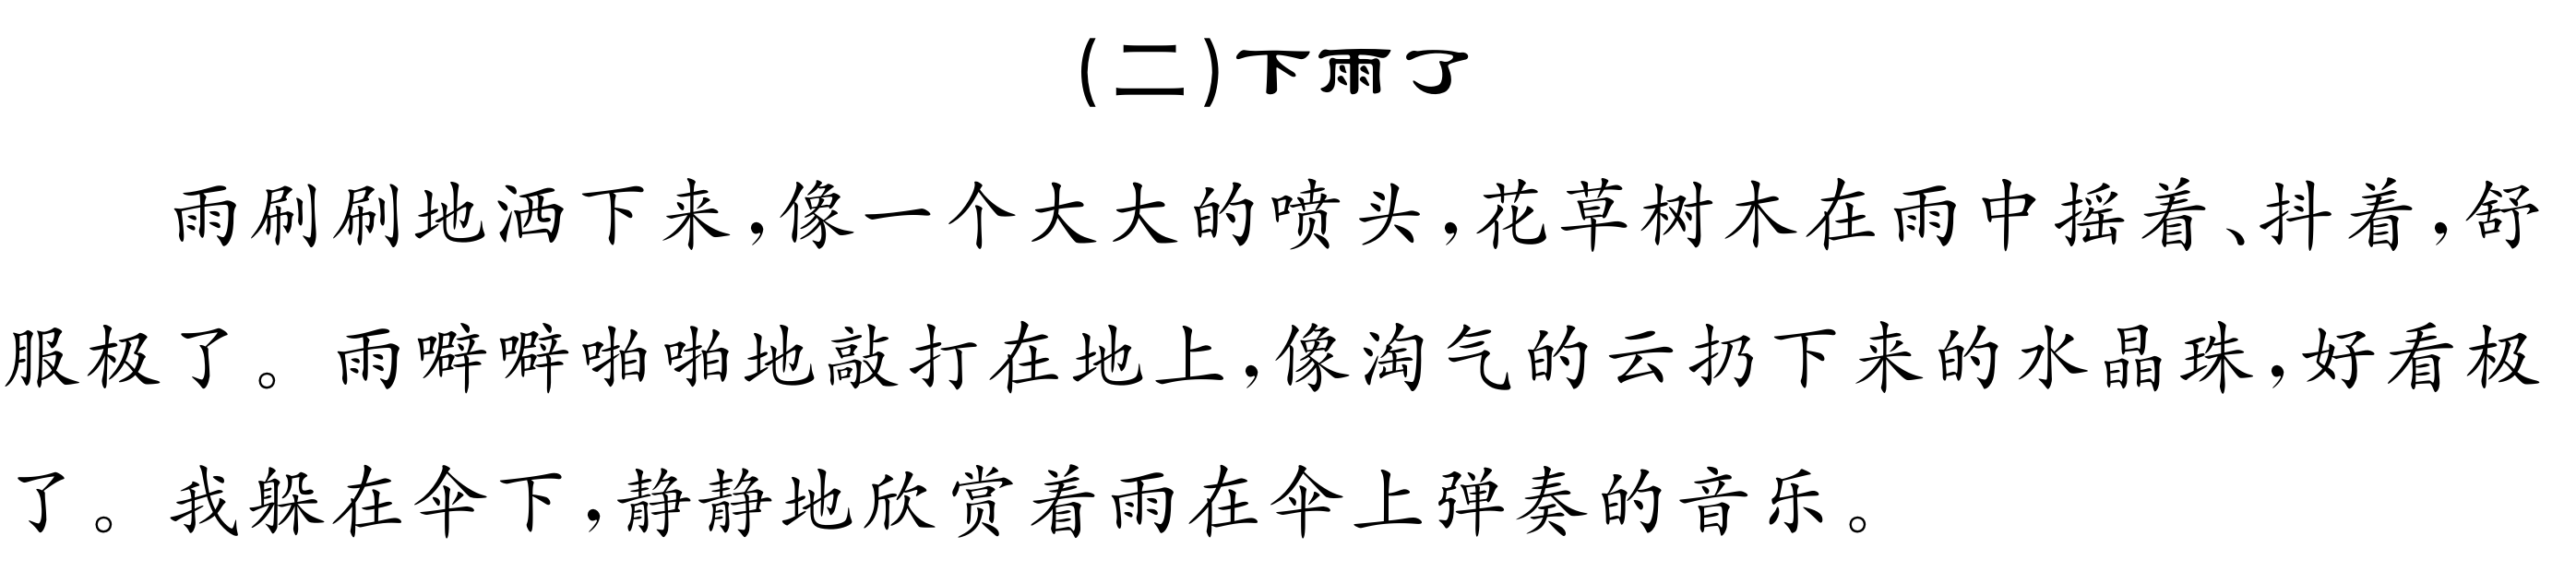 (二)下雨了
雨刷刷地洒下来,像一个大大的喷头,花草树木在雨中摇着、抖着,舒
服极了。雨噼噼啪啪地敲打在地上,像淘气的云扔下来的水晶珠,好看极
了。我躲在伞下,静静地欣赏着雨在伞上弹奏的音乐。